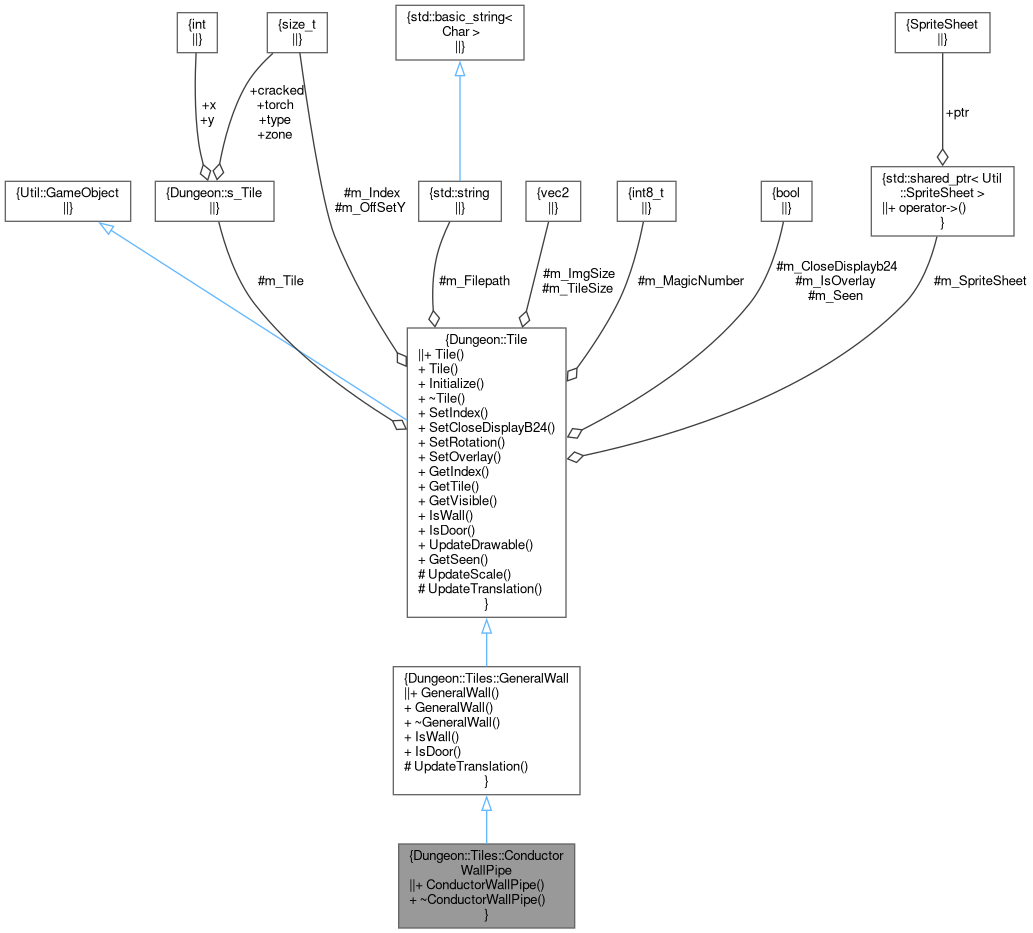 {int
||}
{size_t
||}
{std::basic_string<
Char >
||}
{SpriteSheet
||}
+x
+y
+cracked
+torch
+type
+zone
+ptr
{Util::GameObject
||}
{Dungeon::s_Tile
||}
#m_Index
#m_OffSetY
{std::string
||}
{vec2
||}
{int8_t
||}
{bool
||}
{std::shared_ptr< Util
::SpriteSheet >
||+ operator->()
}
#m_Tile
#m_Filepath
#m_ImgSize
#m_TileSize
#m_MagicNumber
#m_CloseDisplayb24
#m_IsOverlay
#m_Seen
#m_SpriteSheet
{Dungeon::Tile
||+ Tile()
+ Tile()
+ Initialize()
+ ~Tile()
+ SetIndex()
+ SetCloseDisplayB24()
+ SetRotation()
+ SetOverlay()
+ GetIndex()
+ GetTile()
+ GetVisible()
+ IsWall()
+ IsDoor()
+ UpdateDrawable()
+ GetSeen()
# UpdateScale()
# UpdateTranslation()
}
{Dungeon::Tiles::GeneralWall
||+ GeneralWall()
+ GeneralWall()
+ ~GeneralWall()
+ IsWall()
+ IsDoor()
# UpdateTranslation()
}
{Dungeon::Tiles::Conductor
WallPipe
||+ ConductorWallPipe()
+ ~ConductorWallPipe()
}